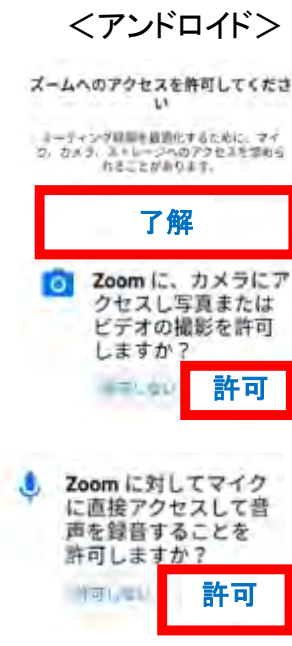 ＜アンドロイド＞
ズームへのアクセスを許可してくださ
い
ミーティング経験を最適化するために、マイ
ク、カメラ、ストレージへのアクセスを求めら
れることがあります。
了解
Zoom に、カメラにア
クセスし写真または
ビデオの撮影を許可
しますか？
許可しない 許可
Zoom に対してマイク
に直接アクセスして音
声を録音することを
許可しますか？
許可しない 許可